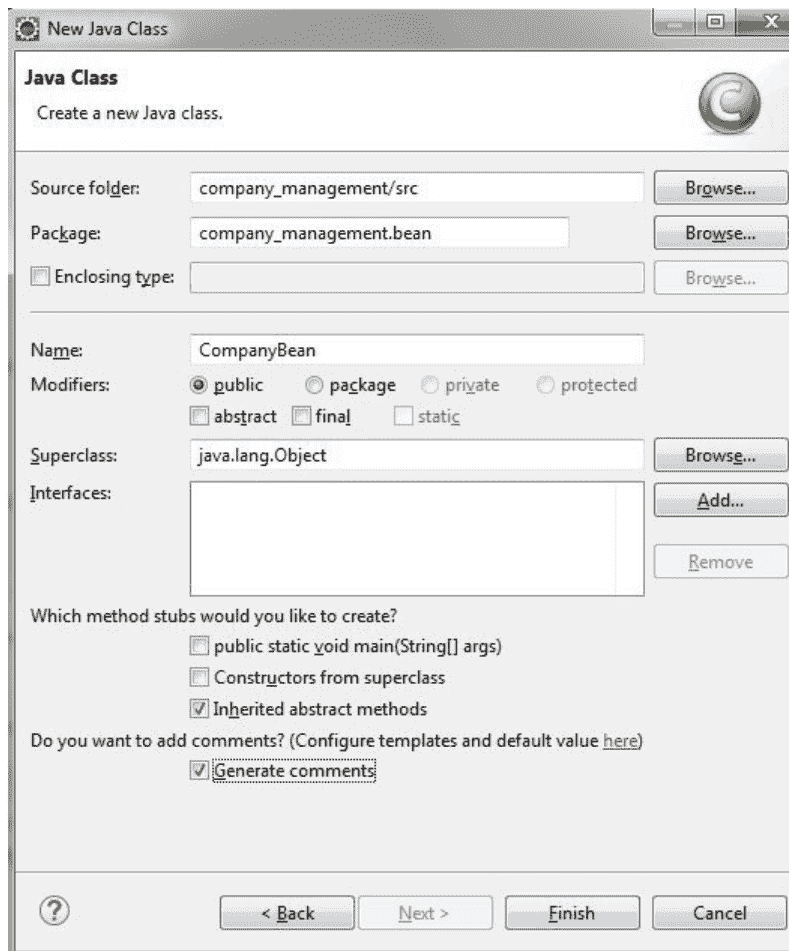 New Java Class
Java Class
Create a new Java class.
Source folder: company_management/src Browse...
Package: company_management.bean Browse...
Enclosing type: Browse...
Name: CompanyBean
Modifiers: public package private protected
abstract final static
Superclass: java.lang.Object Browse...
Interfaces: Add...
Remove
Which method stubs would you like to create?
public static void main(String[] args)
Constructors from superclass
Inherited abstract methods
Do you want to add comments? (Configure templates and default value here)
Generate comments
? < Back Next > Finish Cancel